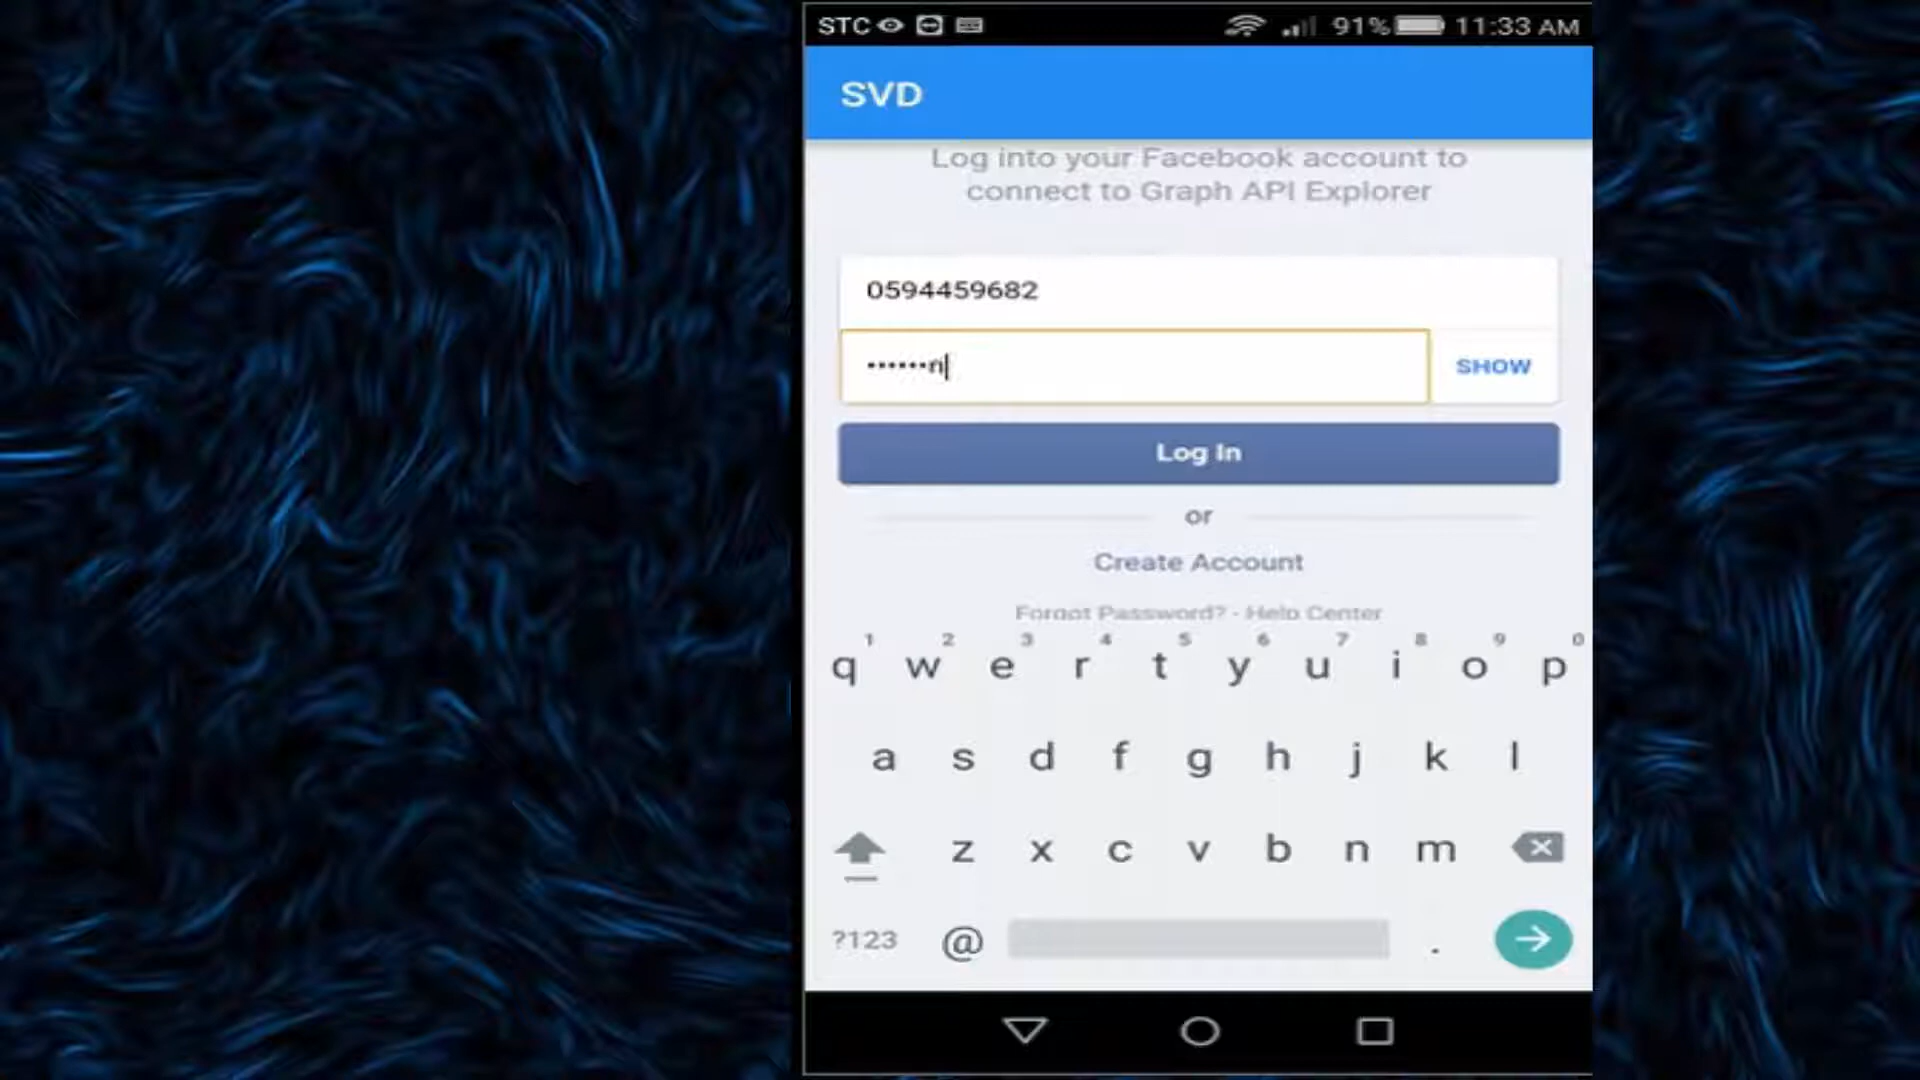 STC 91% 11:33 AM
SVD
Log into your Facebook account to
connect to Graph API Explorer
0594459682
••••••n
SHOW
Log In
or
Create Account
Forgot Password? - Help Center
1 2 3 4 5 6 7 8 9 0
q w e r t y u i o p
a s d f g h j k l
z x c v b n m
?123 @ .